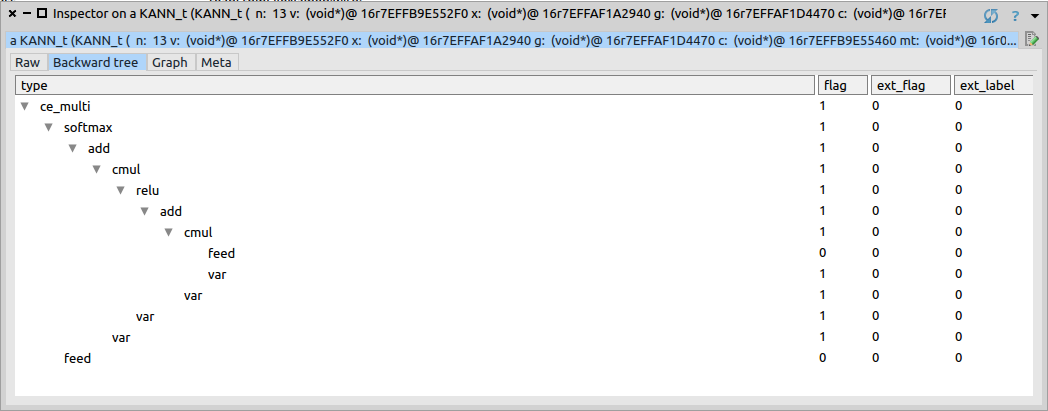 Inspector on a KANN_t (KANN_t ( n: 13 v: (void*)@ 16r7EFFB9E552F0 x: (void*)@ 16r7EFFAF1A2940 g: (void*)@ 16r7EFFAF1D4470 c: (void*)@ 16r7EF
a KANN_t (KANN_t ( n: 13 v: (void*)@ 16r7EFFB9E552F0 x: (void*)@ 16r7EFFAF1A2940 g: (void*)@ 16r7EFFAF1D4470 c: (void*)@ 16r7EFFB9E55460 mt: (void*)@ 16r0...
Raw Backward tree Graph Meta
type flag ext_flag ext_label
ce_multi 1 0 0
softmax 1 0 0
add 1 0 0
cmul 1 0 0
relu 1 0 0
add 1 0 0
cmul 1 0 0
feed 0 0 0
var 1 0 0
var 1 0 0
var 1 0 0
var 1 0 0
feed 0 0 0